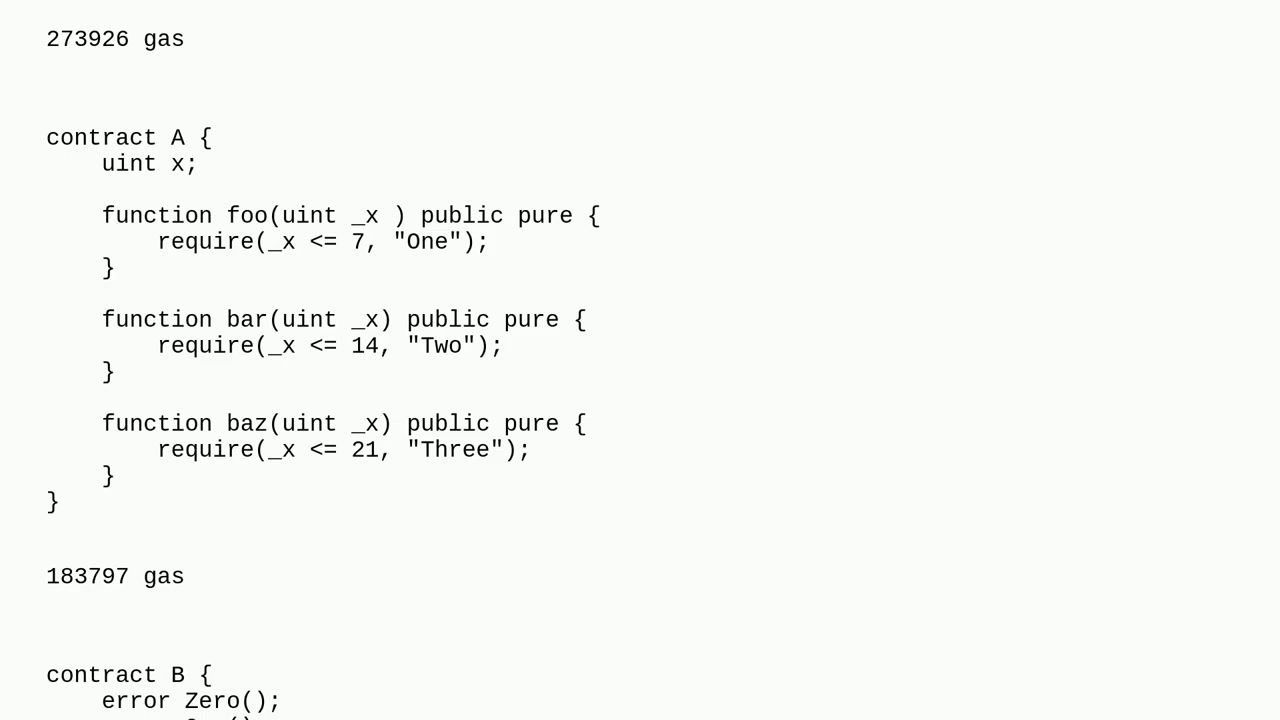 273926 gas
contract A {
    uint x;
    function foo(uint _x ) public pure {
        require(_x <= 7, "One");
    }
    function bar(uint _x) public pure {
        require(_x <= 14, "Two");
    }
    function baz(uint _x) public pure {
        require(_x <= 21, "Three");
    }
}
183797 gas
contract B {
    error Zero();